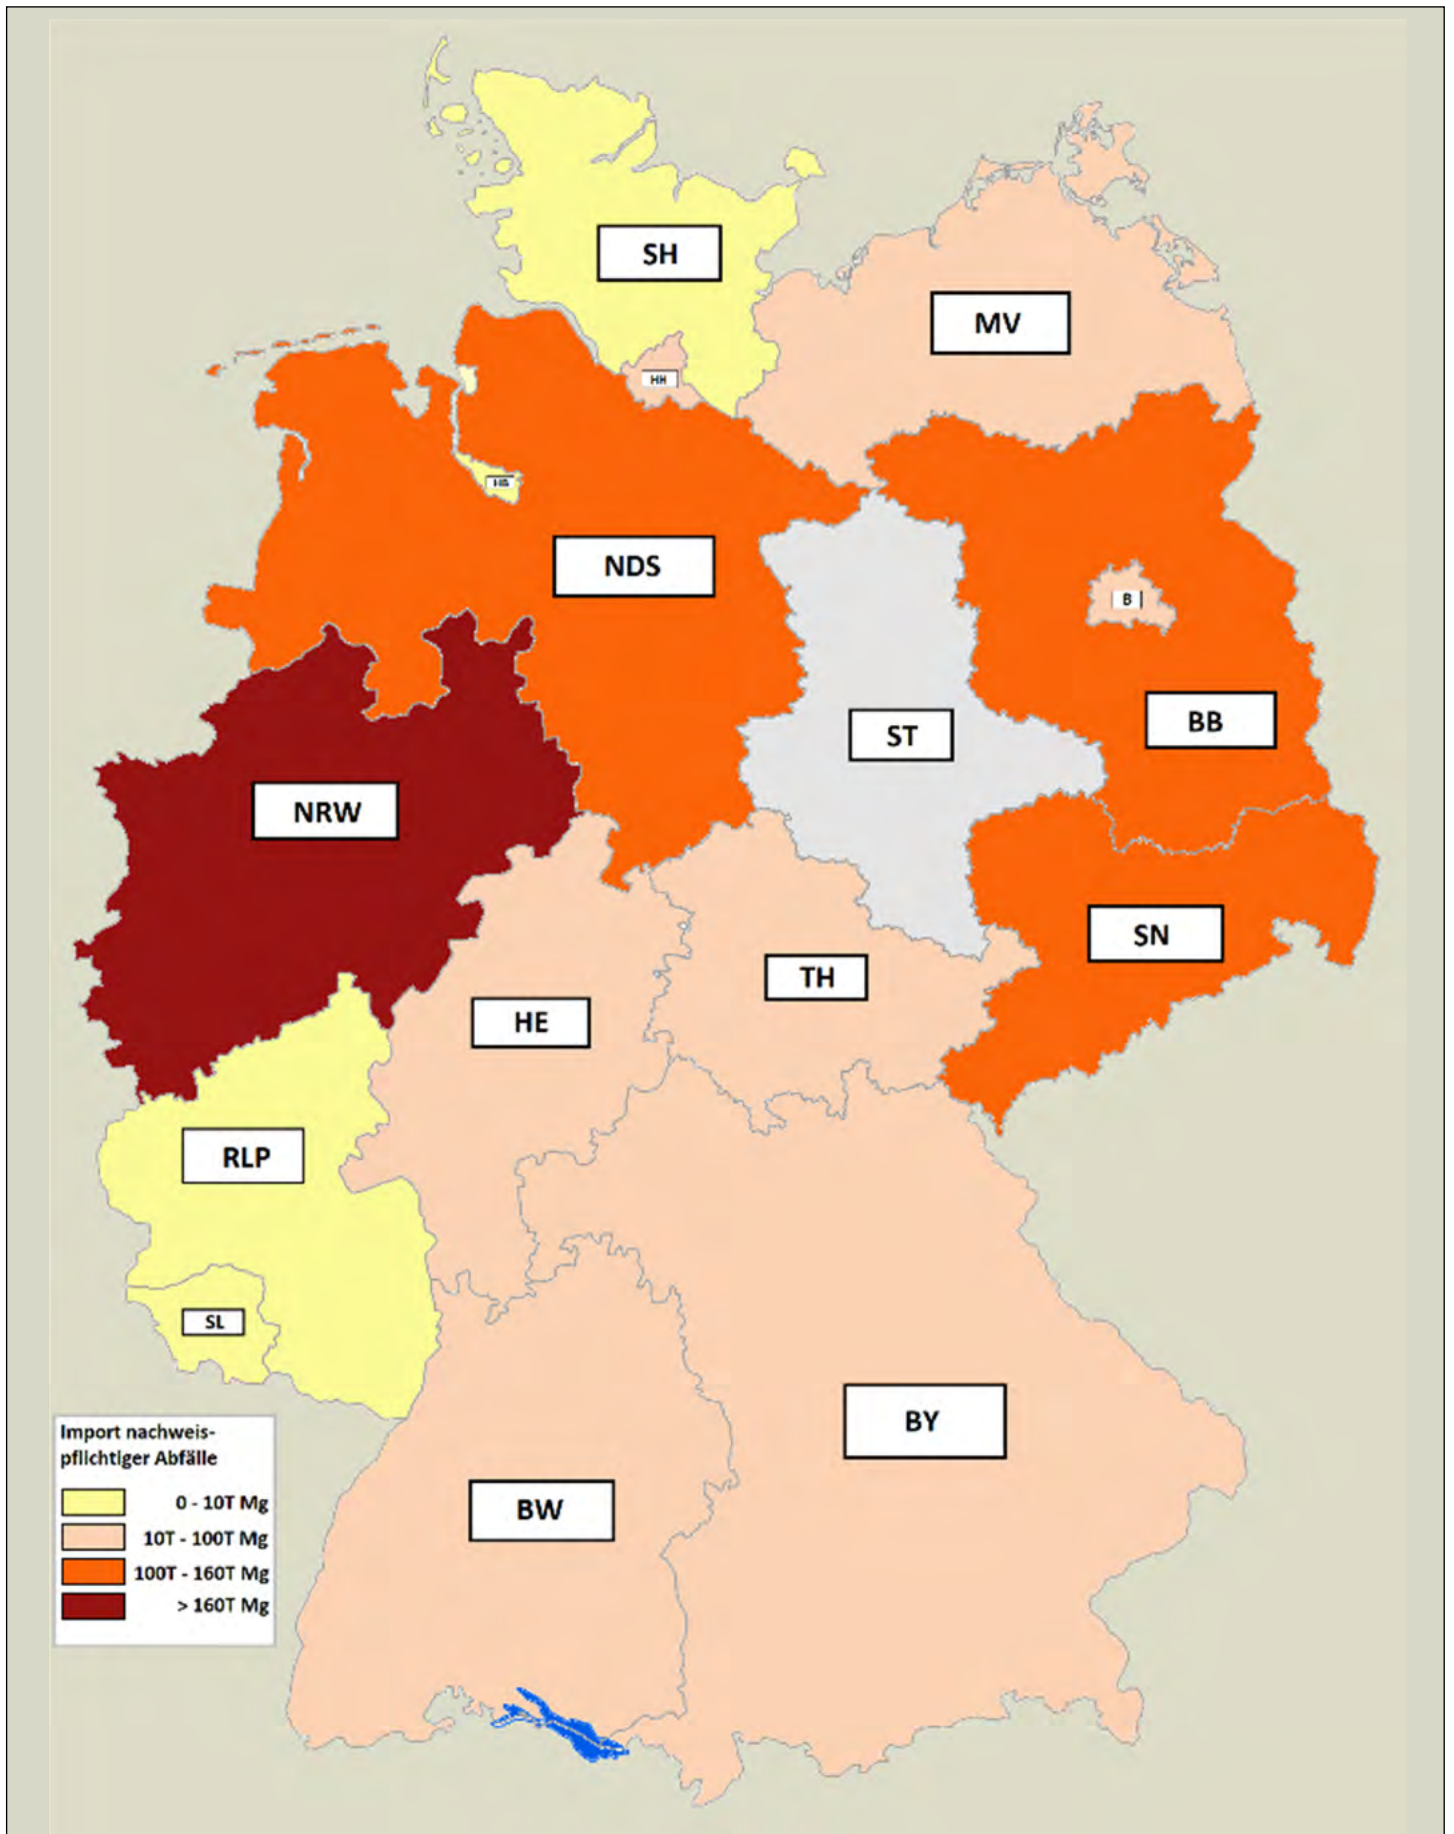 SH
MV
HH
HB
NDS
B
BB
ST
NRW
SN
TH
HE
RLP
SL
BY
BW
Import nachweis-
pflichtiger Abfälle
0 - 10T Mg
10T - 100T Mg
100T - 160T Mg
> 160T Mg